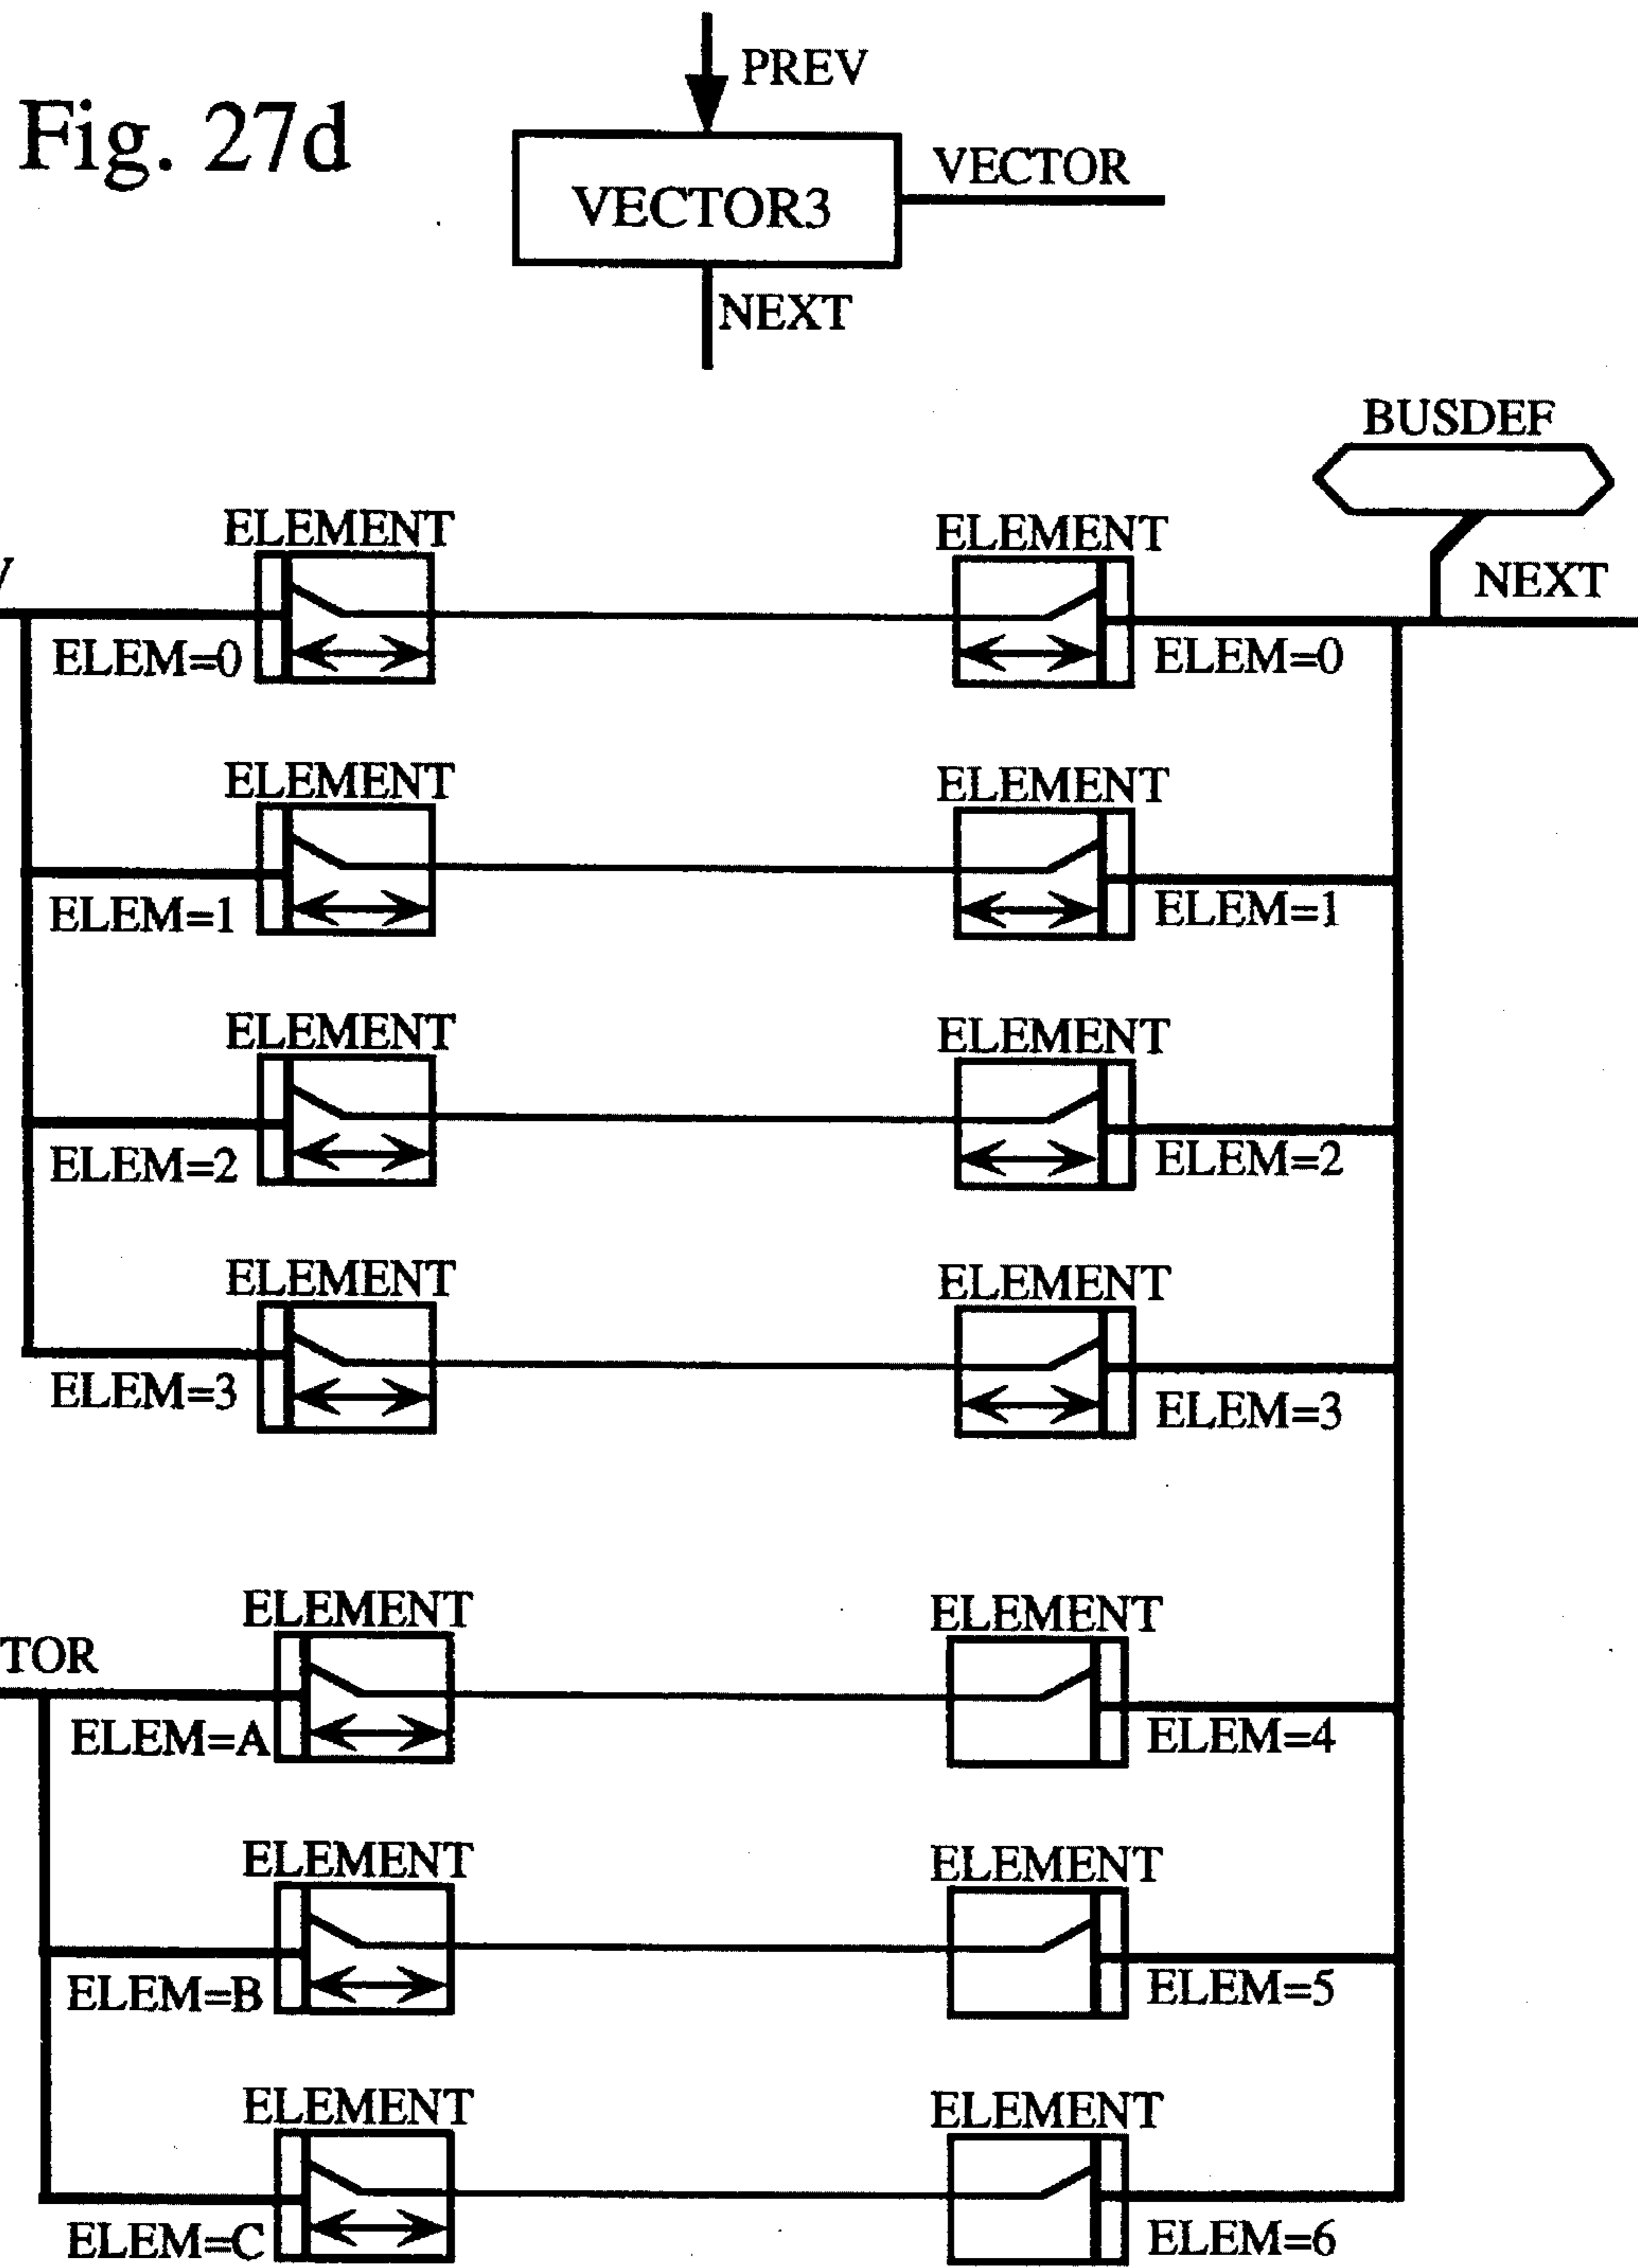 PREV
Fig. 27d
VECTOR
VECTOR3
NEXT
BUSDEF
ELEMENT ELEMENT
V NEXT
ELEM=0 ELEM=0
ELEMENT ELEMENT
ELEM=1 ELEM=1
ELEMENT ELEMENT
ELEM=2 ELEM=2
ELEMENT ELEMENT
ELEM=3 ELEM=3
ELEMENT ELEMENT
TOR
ELEM=A ELEM=4
ELEMENT ELEMENT
ELEM=B ELEM=5
ELEMENT ELEMENT
ELEM=C ELEM=6